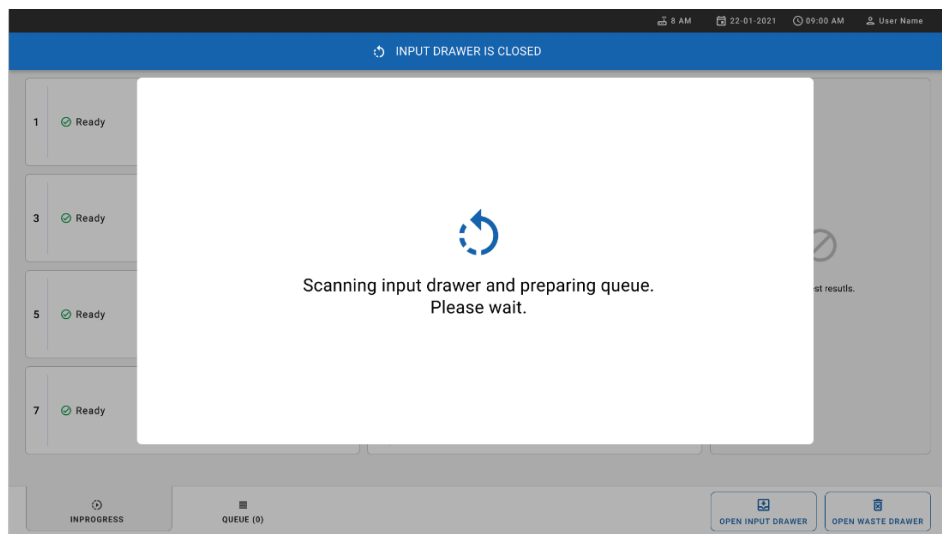 8 AM 22-01-2021 09:00 AM User Name
INPUT DRAWER IS CLOSED
1 Ready
3 Ready
5 Ready
7 Ready
Scanning input drawer and preparing queue.
Please wait.
resutls.
INPROGRESS
QUEUE (0)
OPEN INPUT DRAWER
OPEN WASTE DRAWER